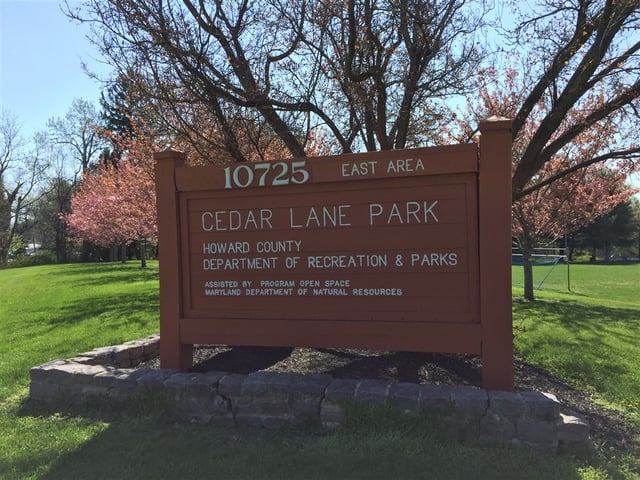 10725 EAST AREA
CEDAR LANE PARK
HOWARD COUNTY
DEPARTMENT OF RECREATION & PARKS
ASSISTED BY PROGRAM OPEN SPACE
MARYLAND DEPARTMENT OF NATURAL RESOURCES